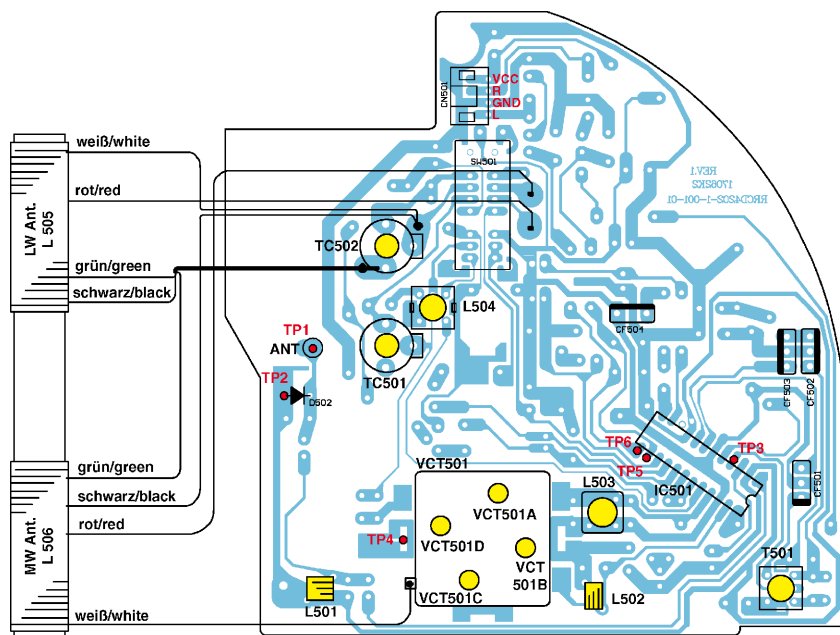 CN501
VCC
R
GND
L
weiß/white
SW501
REV.1
17082K2
RRCD4202-1-001-01
rot/red
LW Ant.
L 505
TC502
grün/green
schwarz/black
L504
TP1
ANT
CF504
TC501
CF503
CF502
TP2
D502
TP6
TP3
TP5
VCT501
grün/green
L503
IC501
CF501
schwarz/black
VCT501A
rot/red
MW Ant.
L 506
TP4
VCT501D
VCT
501B
T501
VCT501C
L501
L502
weiß/white